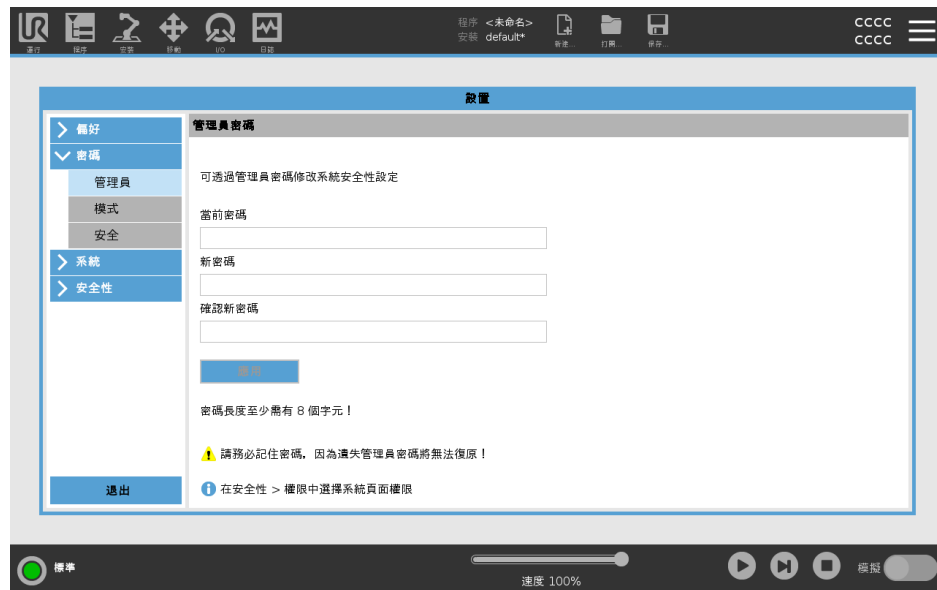 UR
運行 程序 安裝 移動 I/O 日誌
程序 <未命名>
安裝 default*
新建... 打開... 保存...
cccc
cccc
設置
偏好
密碼
管理員
模式
安全
系統
安全性
退出
管理員密碼
可透過管理員密碼修改系統安全性設定
當前密碼
新密碼
確認新密碼
應用
密碼長度至少需有 8 個字元！
請務必記住密碼，因為遺失管理員密碼將無法復原！
在安全性 > 權限中選擇系統頁面權限
標準
速度 100%
模擬